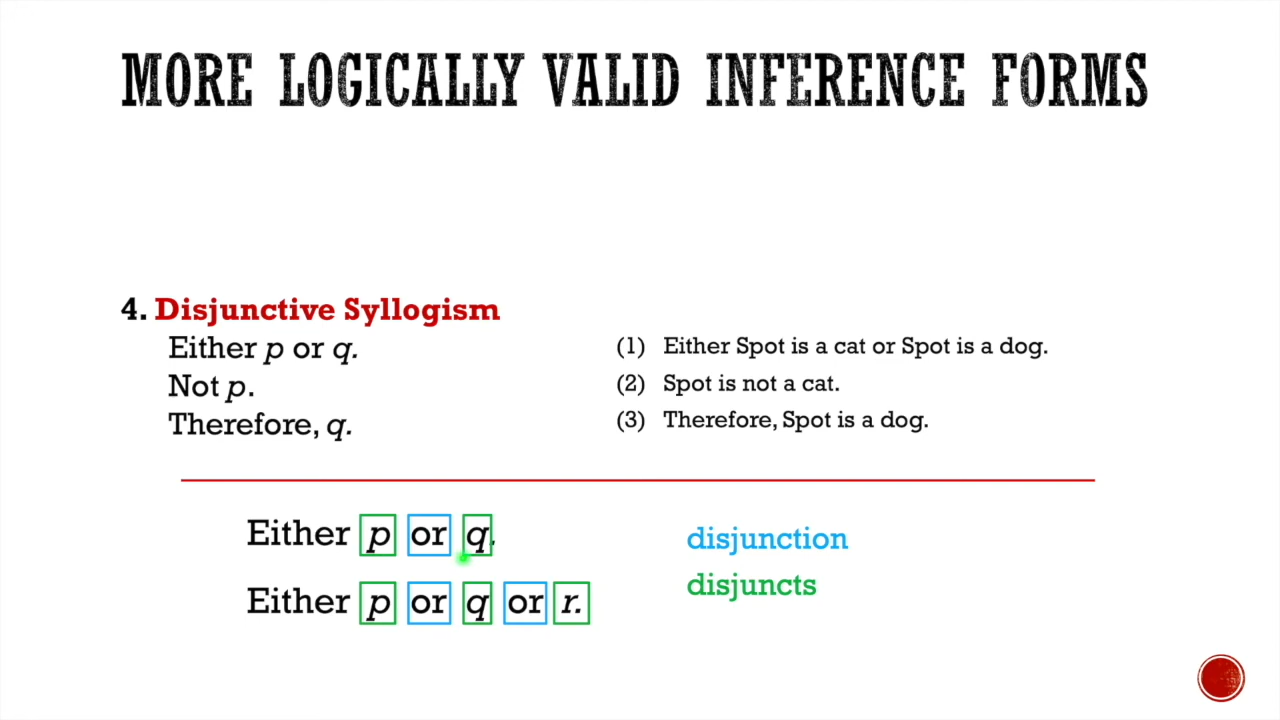 MORE LOGICALLY VALID INFERENCE FORMS
4. Disjunctive Syllogism
Either p or q.
Not p.
Therefore, q.
(1) Either Spot is a cat or Spot is a dog.
(2) Spot is not a cat.
(3) Therefore, Spot is a dog.
Either p or q.
Either p or q or r.
disjunction
disjuncts